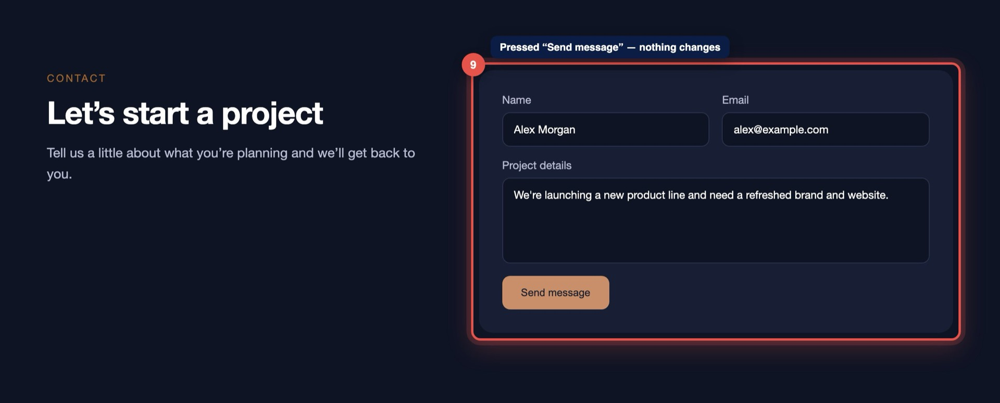 Pressed “Send message” — nothing changes
9
CONTACT
Let’s start a project
Tell us a little about what you’re planning and we’ll get back to
you.
Name
Email
Alex Morgan
alex@example.com
Project details
We're launching a new product line and need a refreshed brand and website.
Send message